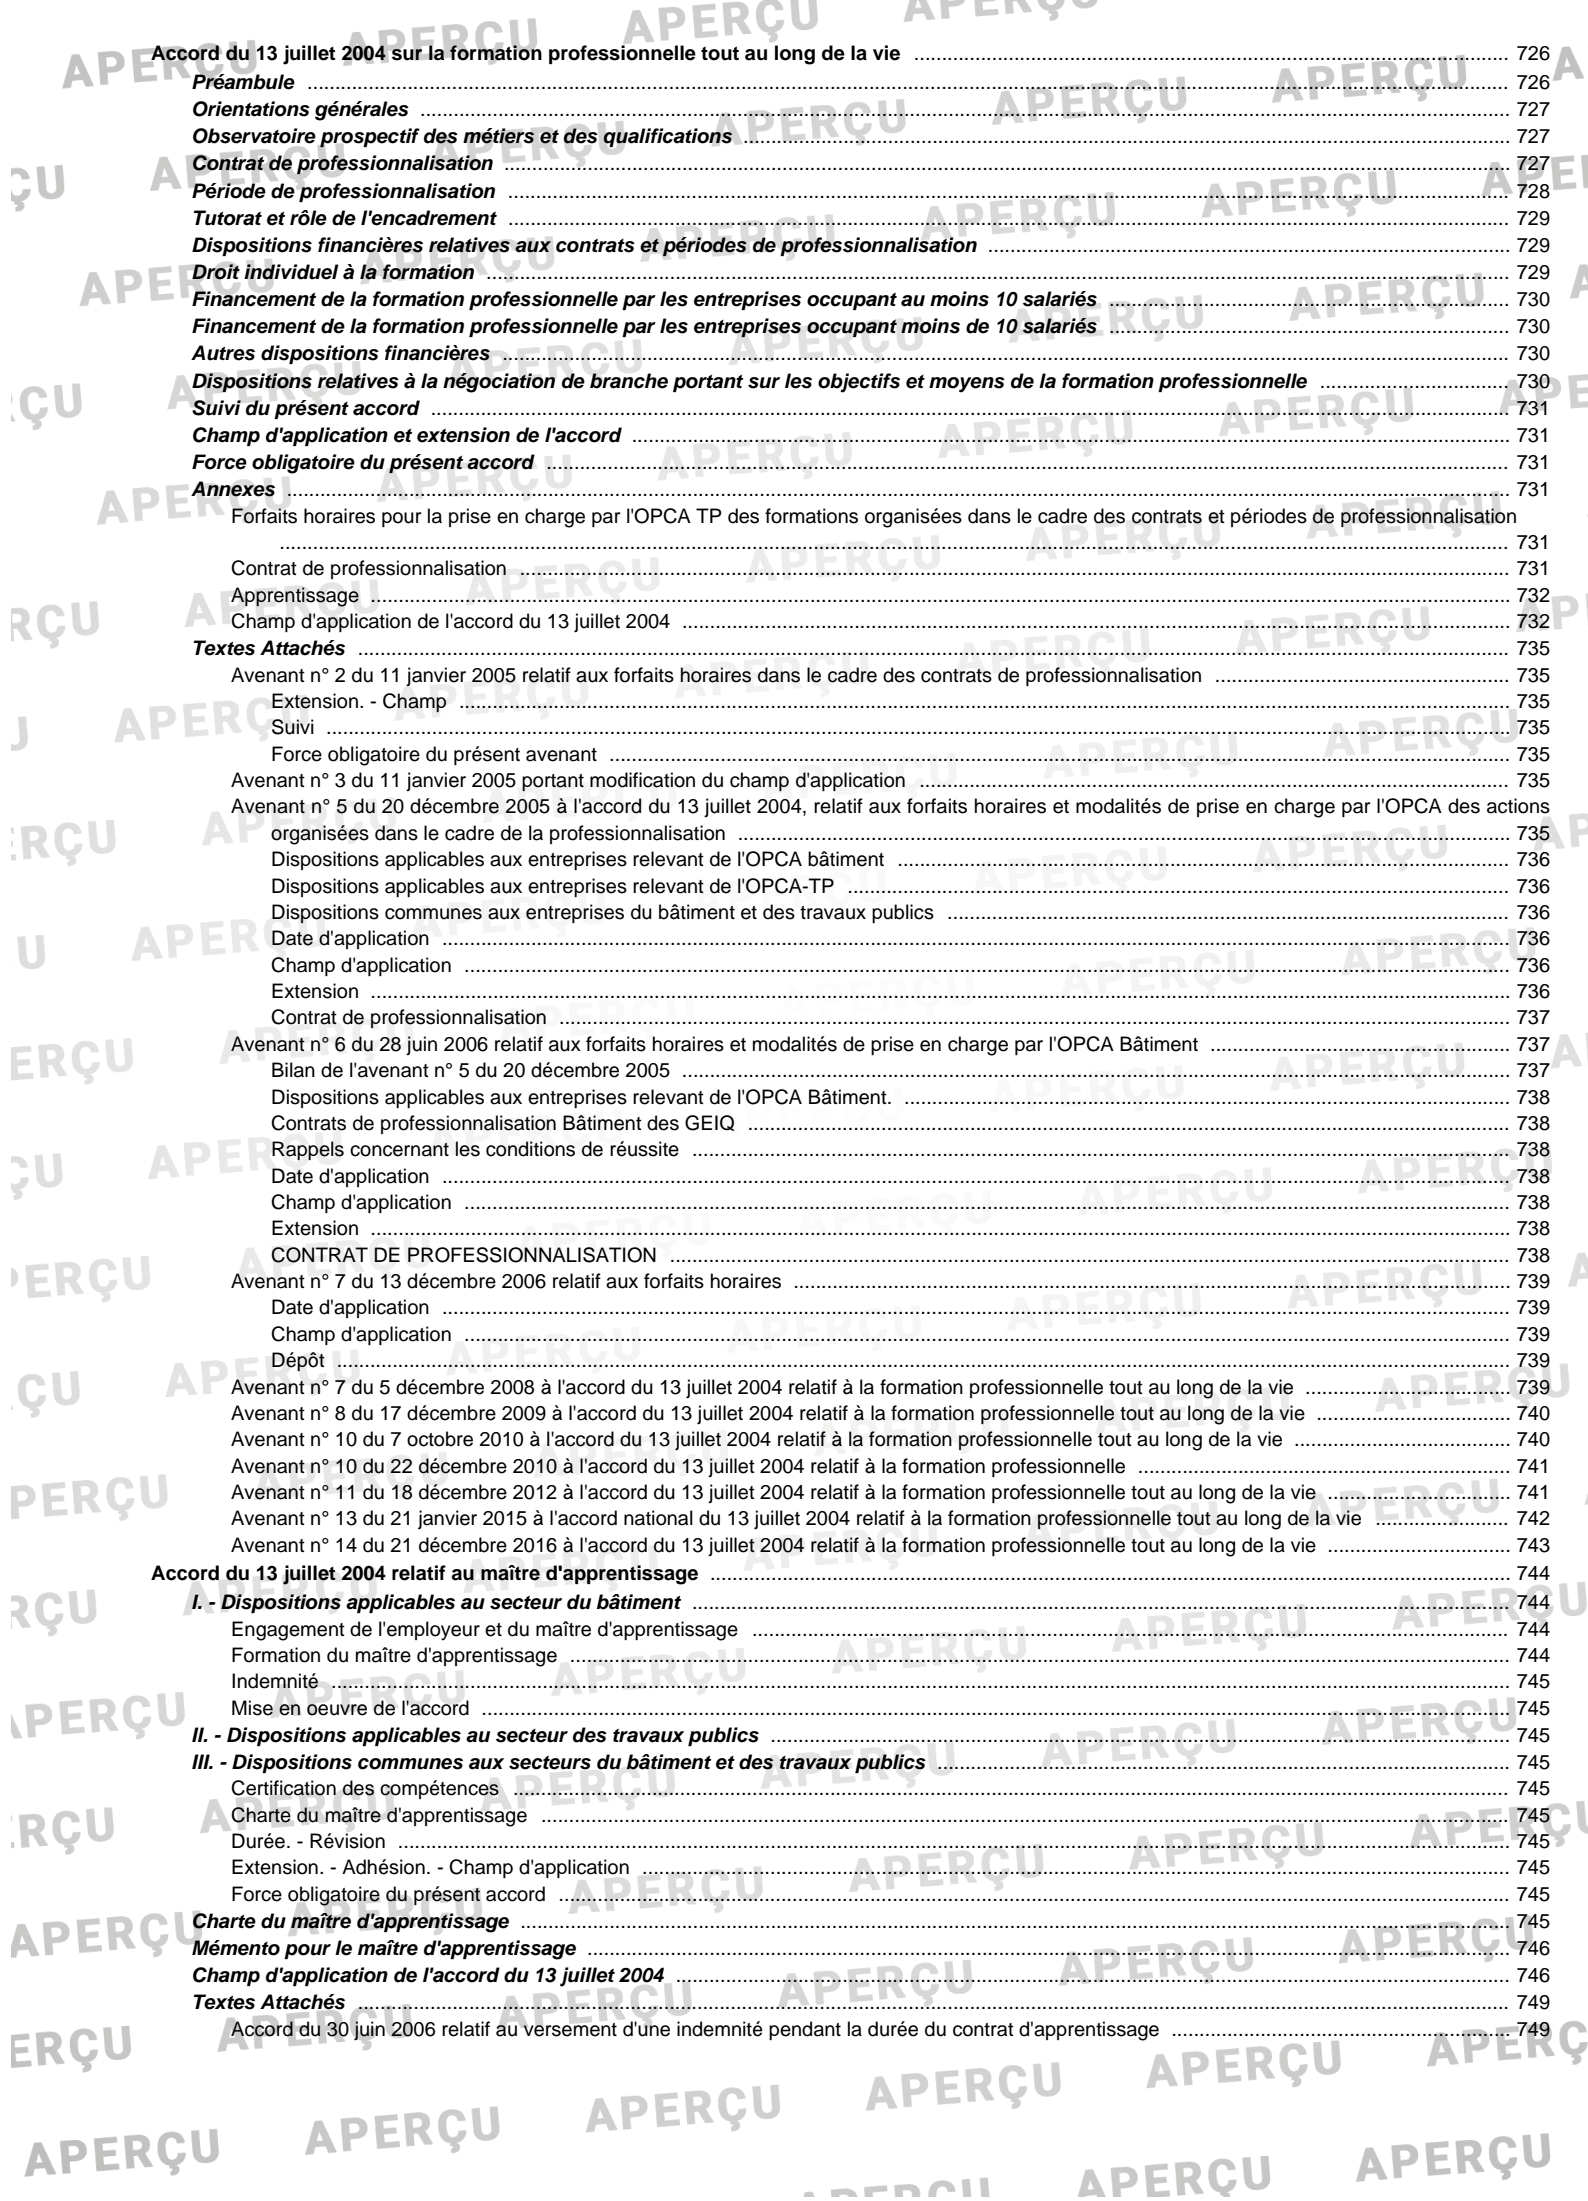 Accord du 13 juillet 2004 sur la formation professionnelle tout au long de la vie 726
Préambule 726
Orientations générales 727
Observatoire prospectif des métiers et des qualifications 727
Contrat de professionnalisation 727
Période de professionnalisation 728
Tutorat et rôle de l'encadrement 729
Dispositions financières relatives aux contrats et périodes de professionnalisation 729
Droit individuel à la formation 729
Financement de la formation professionnelle par les entreprises occupant au moins 10 salariés 730
Financement de la formation professionnelle par les entreprises occupant moins de 10 salariés 730
Autres dispositions financières 730
Dispositions relatives à la négociation de branche portant sur les objectifs et moyens de la formation professionnelle 730
Suivi du présent accord 731
Champ d'application et extension de l'accord 731
Force obligatoire du présent accord 731
Annexes 731
Forfaits horaires pour la prise en charge par l'OPCA TP des formations organisées dans le cadre des contrats et périodes de professionnalisation
731
Contrat de professionnalisation 731
Apprentissage 732
Champ d'application de l'accord du 13 juillet 2004 732
Textes Attachés 735
Avenant n° 2 du 11 janvier 2005 relatif aux forfaits horaires dans le cadre des contrats de professionnalisation 735
Extension. - Champ 735
Suivi 735
Force obligatoire du présent avenant 735
Avenant n° 3 du 11 janvier 2005 portant modification du champ d'application 735
Avenant n° 5 du 20 décembre 2005 à l'accord du 13 juillet 2004, relatif aux forfaits horaires et modalités de prise en charge par l'OPCA des actions
organisées dans le cadre de la professionnalisation 735
Dispositions applicables aux entreprises relevant de l'OPCA bâtiment 736
Dispositions applicables aux entreprises relevant de l'OPCA-TP 736
Dispositions communes aux entreprises du bâtiment et des travaux publics 736
Date d'application 736
Champ d'application 736
Extension 736
Contrat de professionnalisation 737
Avenant n° 6 du 28 juin 2006 relatif aux forfaits horaires et modalités de prise en charge par l'OPCA Bâtiment 737
Bilan de l'avenant n° 5 du 20 décembre 2005 737
Dispositions applicables aux entreprises relevant de l'OPCA Bâtiment. 738
Contrats de professionnalisation Bâtiment des GEIQ 738
Rappels concernant les conditions de réussite 738
Date d'application 738
Champ d'application 738
Extension 738
CONTRAT DE PROFESSIONNALISATION 738
Avenant n° 7 du 13 décembre 2006 relatif aux forfaits horaires 739
Date d'application 739
Champ d'application 739
Dépôt 739
Avenant n° 7 du 5 décembre 2008 à l'accord du 13 juillet 2004 relatif à la formation professionnelle tout au long de la vie 739
Avenant n° 8 du 17 décembre 2009 à l'accord du 13 juillet 2004 relatif à la formation professionnelle tout au long de la vie 740
Avenant n° 10 du 7 octobre 2010 à l'accord du 13 juillet 2004 relatif à la formation professionnelle tout au long de la vie 740
Avenant n° 10 du 22 décembre 2010 à l'accord du 13 juillet 2004 relatif à la formation professionnelle 741
Avenant n° 11 du 18 décembre 2012 à l'accord du 13 juillet 2004 relatif à la formation professionnelle tout au long de la vie 741
Avenant n° 13 du 21 janvier 2015 à l'accord national du 13 juillet 2004 relatif à la formation professionnelle tout au long de la vie 742
Avenant n° 14 du 21 décembre 2016 à l'accord du 13 juillet 2004 relatif à la formation professionnelle tout au long de la vie 743
Accord du 13 juillet 2004 relatif au maître d'apprentissage 744
I. - Dispositions applicables au secteur du bâtiment 744
Engagement de l'employeur et du maître d'apprentissage 744
Formation du maître d'apprentissage 744
Indemnité 745
Mise en oeuvre de l'accord 745
II. - Dispositions applicables au secteur des travaux publics 745
III. - Dispositions communes aux secteurs du bâtiment et des travaux publics 745
Certification des compétences 745
Charte du maître d'apprentissage 745
Durée. - Révision 745
Extension. - Adhésion. - Champ d'application 745
Force obligatoire du présent accord 745
Charte du maître d'apprentissage 745
Mémento pour le maître d'apprentissage 746
Champ d'application de l'accord du 13 juillet 2004 746
Textes Attachés 749
Accord du 30 juin 2006 relatif au versement d'une indemnité pendant la durée du contrat d'apprentissage 749
APERÇU